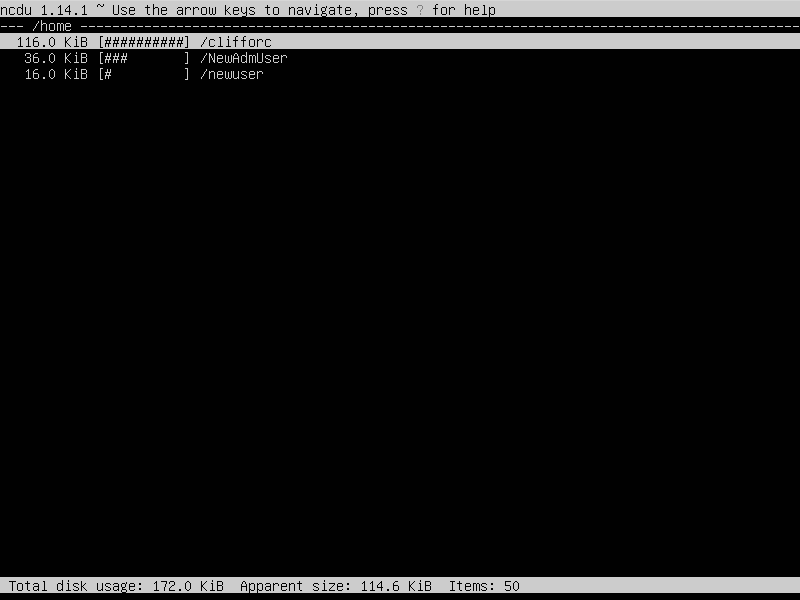 ncdu 1.14.1 ~ Use the arrow keys to navigate, press ? for help
--- /home ------------------------------------------------------------------------------------------
  116.0 KiB [##########] /clifforc
   36.0 KiB [###       ] /NewAdmUser
   16.0 KiB [#         ] /newuser
 Total disk usage: 172.0 KiB  Apparent size: 114.6 KiB  Items: 50